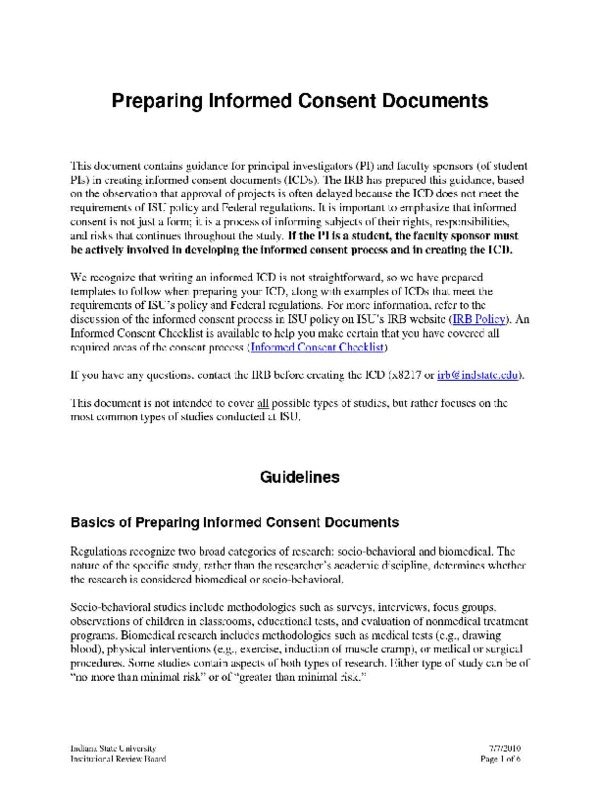 Preparing Informed Consent Documents
This document contains guidance for principal investigators (PI) and faculty sponsors (of student
PIs) in creating informed consent documents (ICDs). The IRB has prepared this guidance, based
on the observation that approval of projects is often delayed because the ICD does not meet the
requirements of ISU policy and Federal regulations. It is important to emphasize that informed
consent is not just a form; it is a process of informing subjects of their rights, responsibilities,
and risks that continues throughout the study. If the PI is a student, the faculty sponsor must
be actively involved in developing the informed consent process and in creating the ICD.
We recognize that writing an informed ICD is not straightforward, so we have prepared
templates to follow when preparing your ICD, along with examples of ICDs that meet the
requirements of ISU's policy and Federal regulations. For more information, refer to the
discussion of the informed consent process in ISU policy on ISU's IRB website (IRB Policy). An
Informed Consent Checklist is available to help you make certain that you have covered all
required areas of the consent process (Informed Consent Checklist).
If you have any questions, contact the IRB before creating the ICD (x8217 or irb@indstate.edu).
This document is not intended to cover all possible types of studies, but rather focuses on the
most common types of studies conducted at ISU.
Guidelines
Basics of Preparing Informed Consent Documents
Regulations recognize two broad categories of research: socio-behavioral and biomedical. The
nature of the specific study, rather than the researcher's academic discipline, determines whether
the research is considered biomedical or socio-behavioral.
Socio-behavioral studies include methodologies such as surveys, interviews, focus groups,
observations of children in classrooms, educational tests, and evaluation of nonmedical treatment
programs. Biomedical research includes methodologies such as medical tests (e.g., drawing
blood), physical interventions (e.g., exercise, induction of muscle cramp), or medical or surgical
procedures. Some studies contain aspects of both types of research. Either type of study can be of
"no more than minimal risk" or of "greater than minimal risk."
Indiana State University 7/7/2010
Institutional Review Board Page 1 of 6